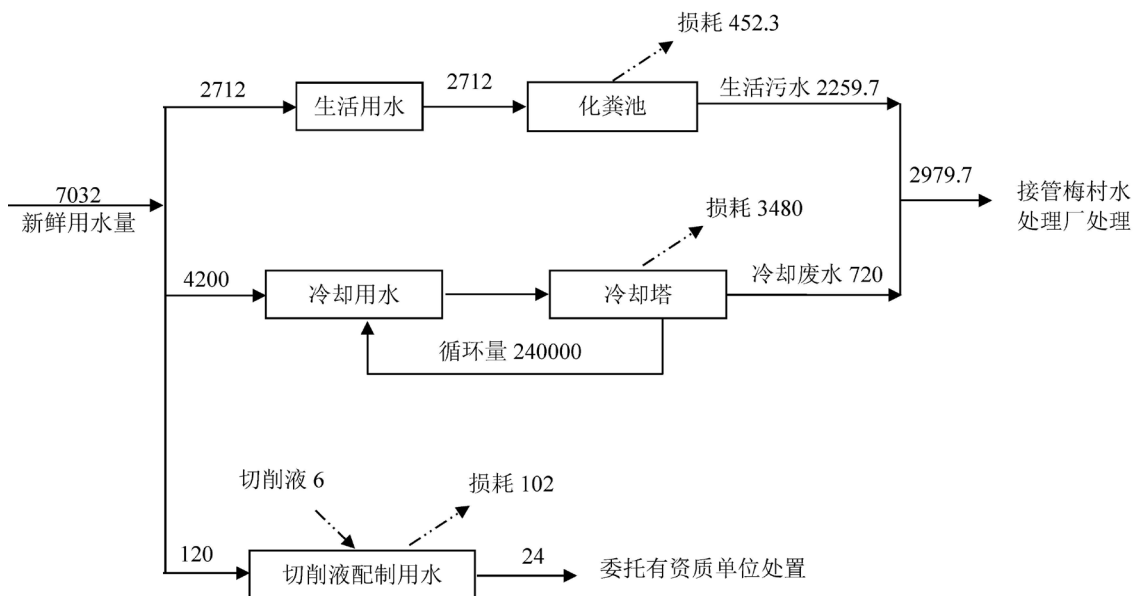 损耗 452.3
2712
生活用水
2712
化粪池
生活污水 2259.7
7032
新鲜用水量
2979.7
接管梅村水
处理厂处理
损耗 3480
4200
冷却用水
冷却塔
冷却废水 720
循环量 240000
切削液 6
损耗 102
120
切削液配制用水
24
委托有资质单位处置